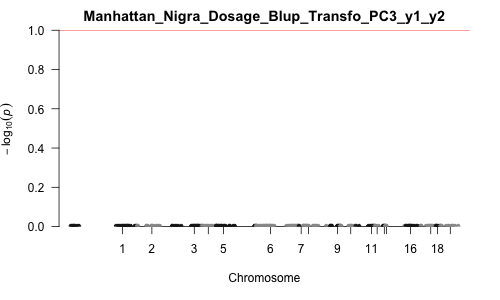 Manhattan_Nigra_Dosage_Blup_Transfo_PC3_y1_y2
1.0
0.8
0.6
0.4
0.2
0.0
− log10(p)
1 2 3 5 6 7 9 11 16 18
Chromosome